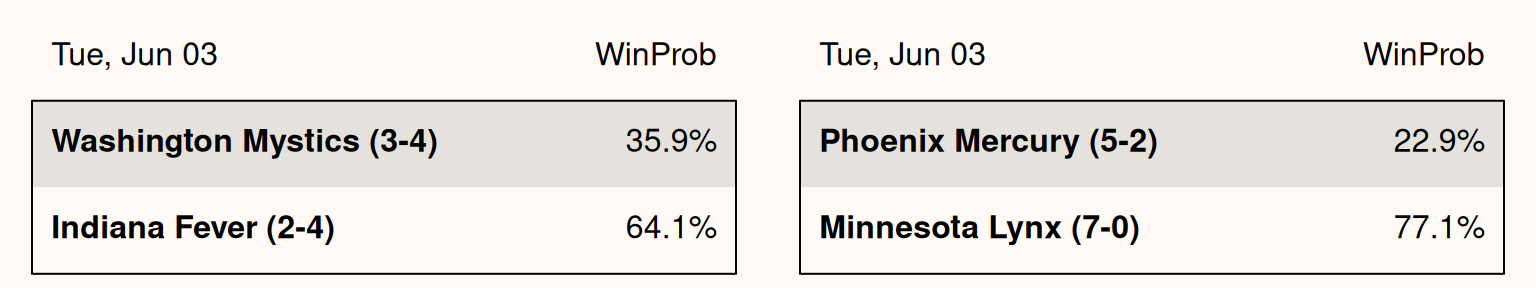 Tue, Jun 03 WinProb
Washington Mystics (3-4) 35.9%
Indiana Fever (2-4) 64.1%
Tue, Jun 03 WinProb
Phoenix Mercury (5-2) 22.9%
Minnesota Lynx (7-0) 77.1%